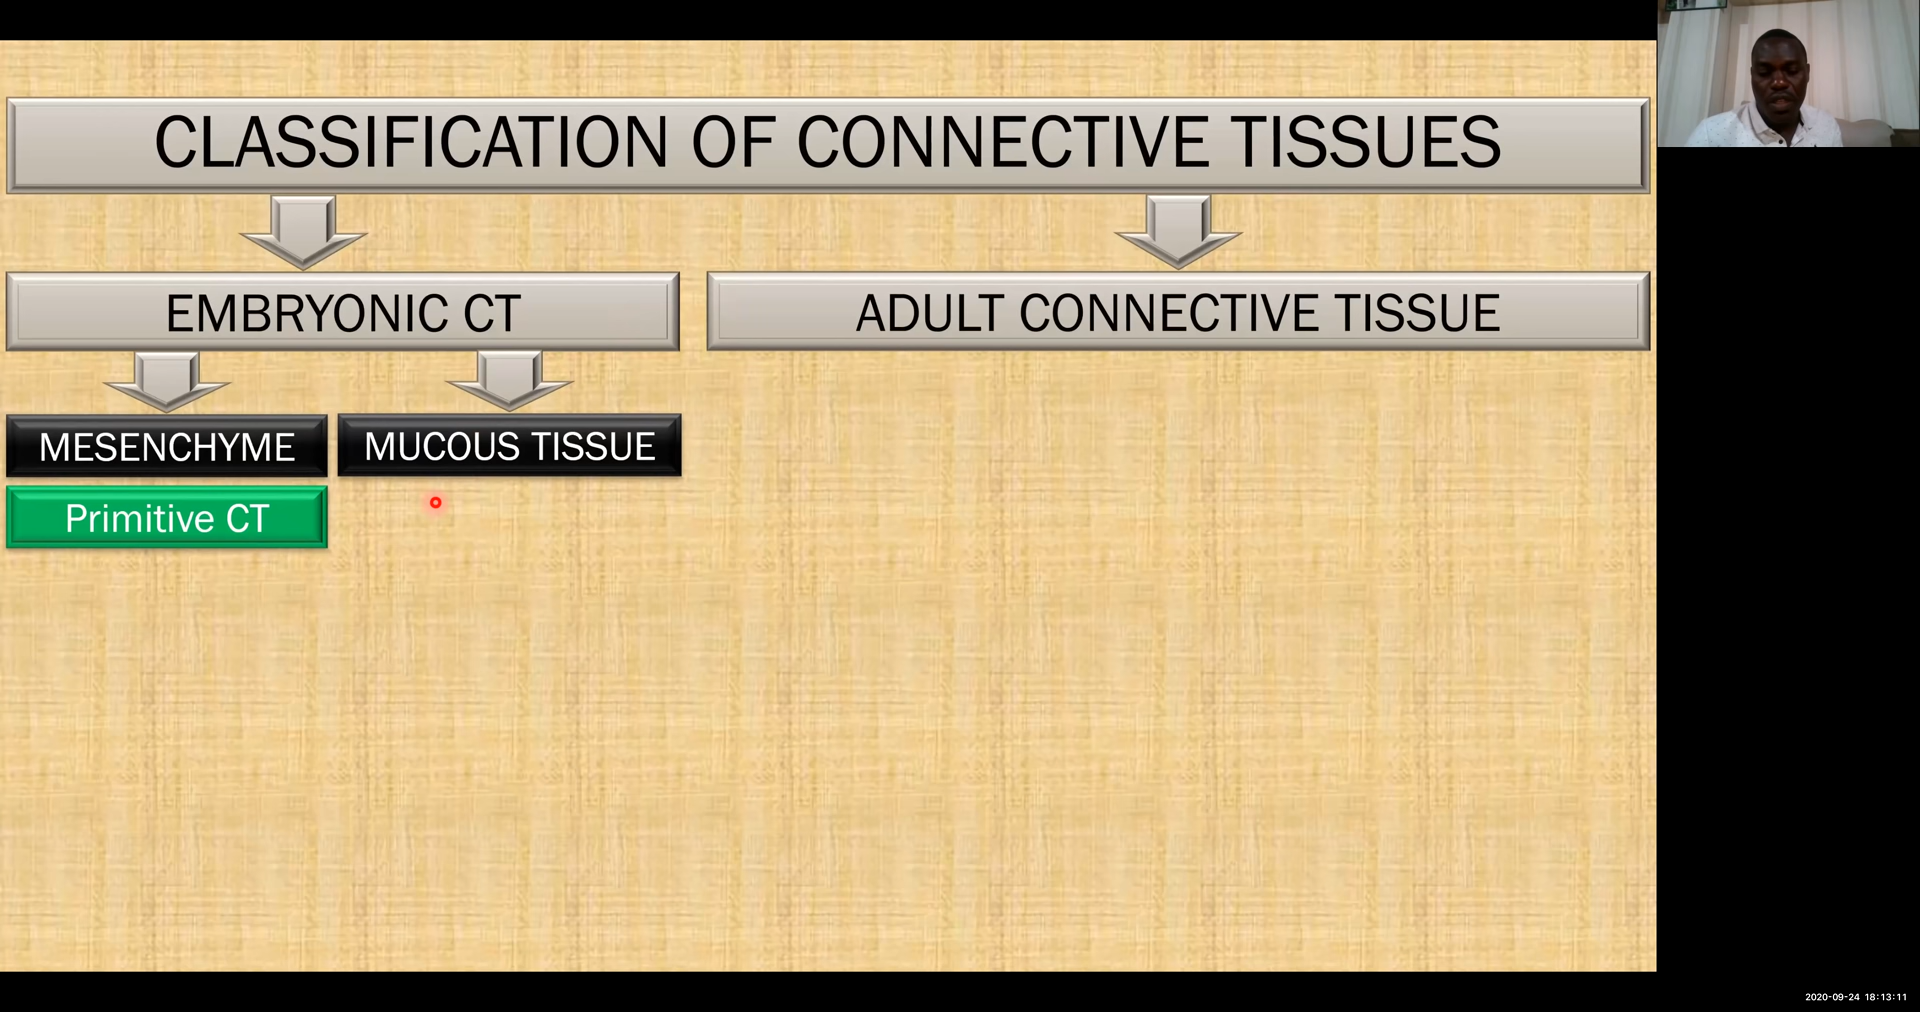 CLASSIFICATION OF CONNECTIVE TISSUES
EMBRYONIC CT
ADULT CONNECTIVE TISSUE
MESENCHYME
MUCOUS TISSUE
Primitive CT
2020-09-24 18:13:11